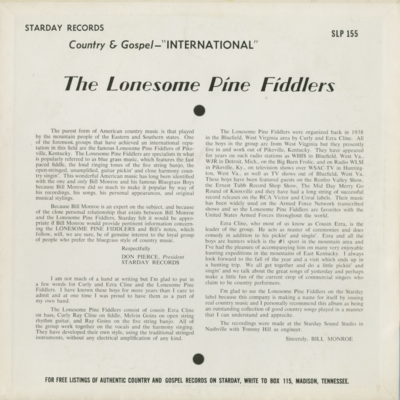 STARDAY RECORDS
SLP 155
Country & Gospel—"INTERNATIONAL"
The Lonesome Pine Fiddlers
The purest form of American country music is that played
by the mountain people of the Eastern and Southern states. One
of the foremost groups that have achieved an international repu-
tation in this field are the famous Lonesome Pine Fiddlers of Pike-
ville, Kentucky. The Lonesome Pine Fiddlers are specialists in what
is popularly referred to as blue grass music, which features the fast
paced fiddle, the loud ringing tones of the five string banjo, the
open-stringed, unamplified, guitar pickin' and close harmony coun-
try singin'. This wonderful American music has long been identified
with the one and only Bill Monroe and his famous Bluegrass Boys
because Bill Monroe did so much to make it popular by way of
his recordings, his songs, his personal appearances, and original
musical stylings.
Because Bill Monroe is an expert on the subject, and because
of the close personal relationship that exists between Bill Monroe
and the Lonesome Pine Fiddlers, Starday felt it would be appro-
priate if Bill Monroe would provide pertinent information concern-
ing the LONESOME PINE FIDDLERS and Bill's notes, which
follow, will, we are sure, be of genuine interest to the loyal group
of people who prefer the bluegrass style of country music.
Respectfully
DON PIERCE, President
STARDAY RECORDS
I am not much of a hand at writing but I'm glad to put in
a few words for Curly and Ezra Cline and the Lonesome Pine
Fiddlers. I have known these boys for more years than I care to
admit and at one time I was proud to have them as a part of
my own band.
The Lonesome Pine Fiddlers consist of cousin Ezra Cline
on bass, Curly Ray Cline on fiddle, Melvin Goins on open string
rhythm guitar, and Ray Goins on the five string banjo. All of
the group work together on the vocals and the harmony singing.
They have developed their own style, using the traditional stringed
instruments, without any electrical amplification of any kind.
The Lonesome Pine Fiddlers were organized back in 1938
in the Bluefield, West Virginia area by Curly and Ezra Cline. All
the boys in the group are from West Virginia but they presently
live in and work out of Pikeville, Kentucky. They have appeared
for years on such radio stations as WHIS in Bluefield, West Va.,
WJR in Detroit, Mich., on the Big Barn Frolic, and on Radio WLSI
in Pikeville, Ky., on television shows over WSAC-TV in Hunting-
ton, West Va., as well as TV shows out of Bluefield, West Va.
These boys have been featured guests on the Renfro Valley Show,
the Ernest Tubb Record Shop Show, The Mid Day Merry Go
Round of Knoxville and they have had a long string of successful
record releases on the RCA Victor and Coral labels. Their music
has been widely used on the Armed Force Network transcribed
shows and so the Lonesome Pine Fiddlers are favorites with the
United States Armed Forces throughout the world.
Ezra Cline, who most of us know as cousin Ezra, is the
leader of the group. He acts as master of ceremonies and does
comedy in addition to his pickin' and singin'. Ezra and all the
boys are hunters which is the #1 sport in the mountain area and
I've had the pleasure of accompanying him on many very enjoyable
hunting expeditions in the mountains of East Kentucky. I always
look forward to the fall of the year and a visit which ends up in
a hunting trip. We all get together and do a little pickin' and
singin' and we talk about the great songs of yesterday and perhaps
make a little fun of the current crop of commercial singers who
claim to be country performers.
I'm glad to see the Lonesome Pine Fiddlers on the Starday
label because this company is making a name for itself by issuing
real country music and I personally recommend this album as being
an outstanding collection of good country songs played in a manner
that I can understand and approve.
The recordings were made at the Starday Sound Studio in
Nashville with Tommy Hill as engineer.
Sincerely, BILL MONROE
FOR FREE LISTINGS OF AUTHENTIC COUNTRY AND GOSPEL RECORDS ON STARDAY, WRITE TO BOX 115, MADISON, TENNESSEE.